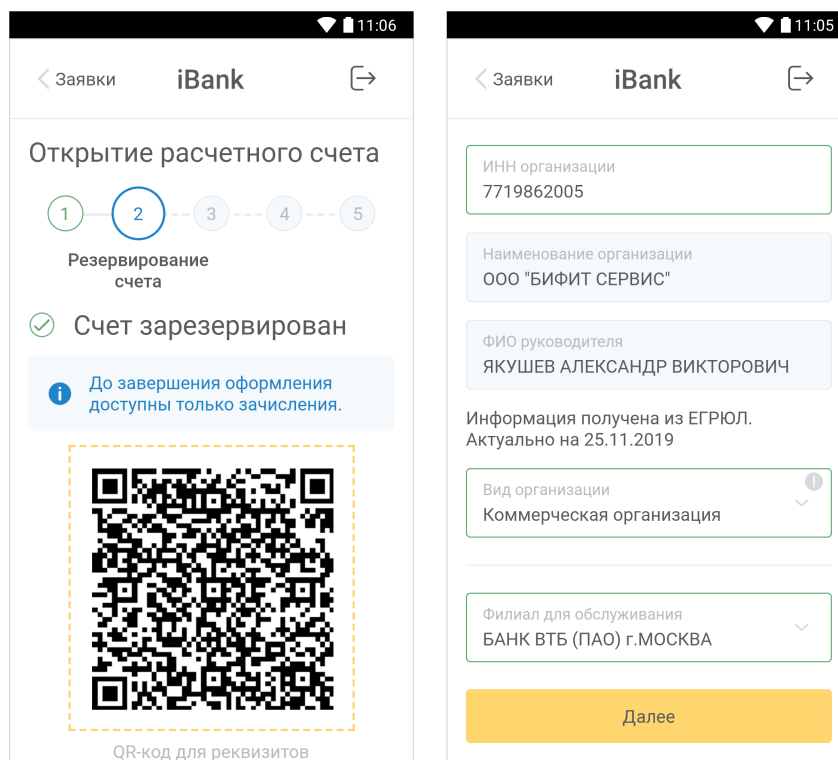 11:06
Заявки
iBank
Открытие расчетного счета
1
2
3
4
5
Резервирование
счета
Счет зарезервирован
До завершения оформления
доступны только зачисления.
QR-код для реквизитов
11:05
Заявки
iBank
ИНН организации
7719862005
Наименование организации
ООО "БИФИТ СЕРВИС"
ФИО руководителя
ЯКУШЕВ АЛЕКСАНДР ВИКТОРОВИЧ
Информация получена из ЕГРЮЛ.
Актуально на 25.11.2019
Вид организации
Коммерческая организация
Филиал для обслуживания
БАНК ВТБ (ПАО) г.МОСКВА
Далее